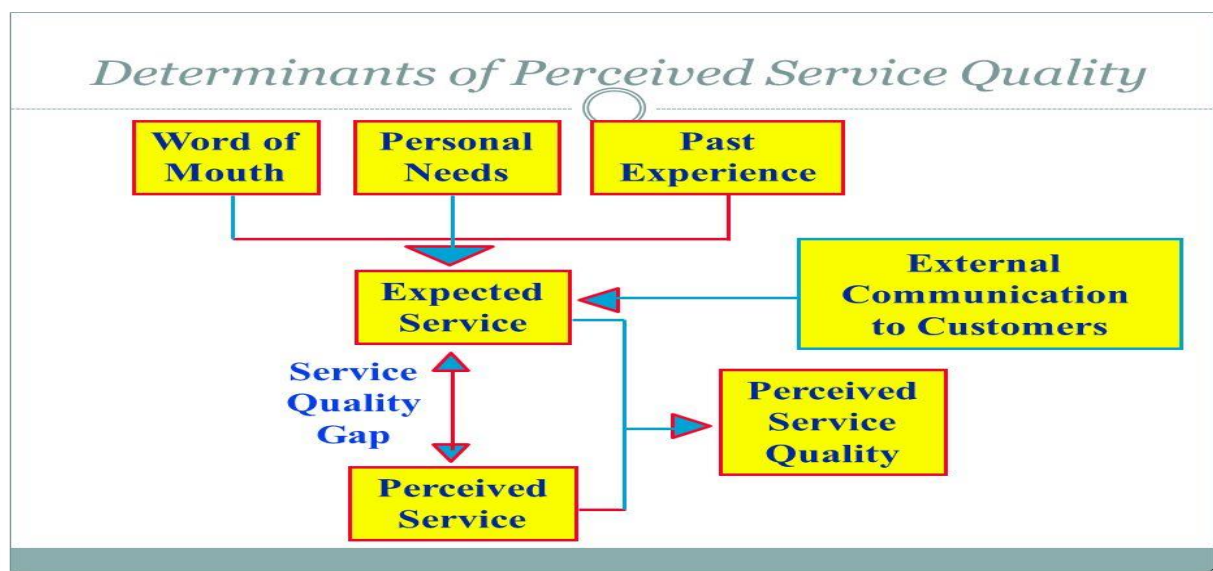 Determinants of Perceived Service Quality
Word of
Mouth
Personal
Needs
Past
Experience
Expected
Service
External
Communication
to Customers
Service
Quality
Gap
Perceived
Service
Quality
Perceived
Service